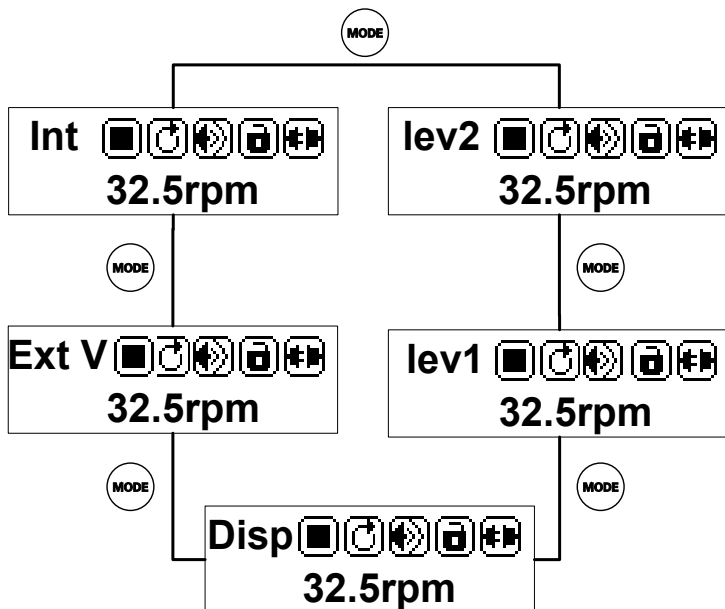 MODE
Int
32.5rpm
lev2
32.5rpm
MODE
MODE
Ext V
32.5rpm
lev1
32.5rpm
MODE
MODE
Disp
32.5rpm